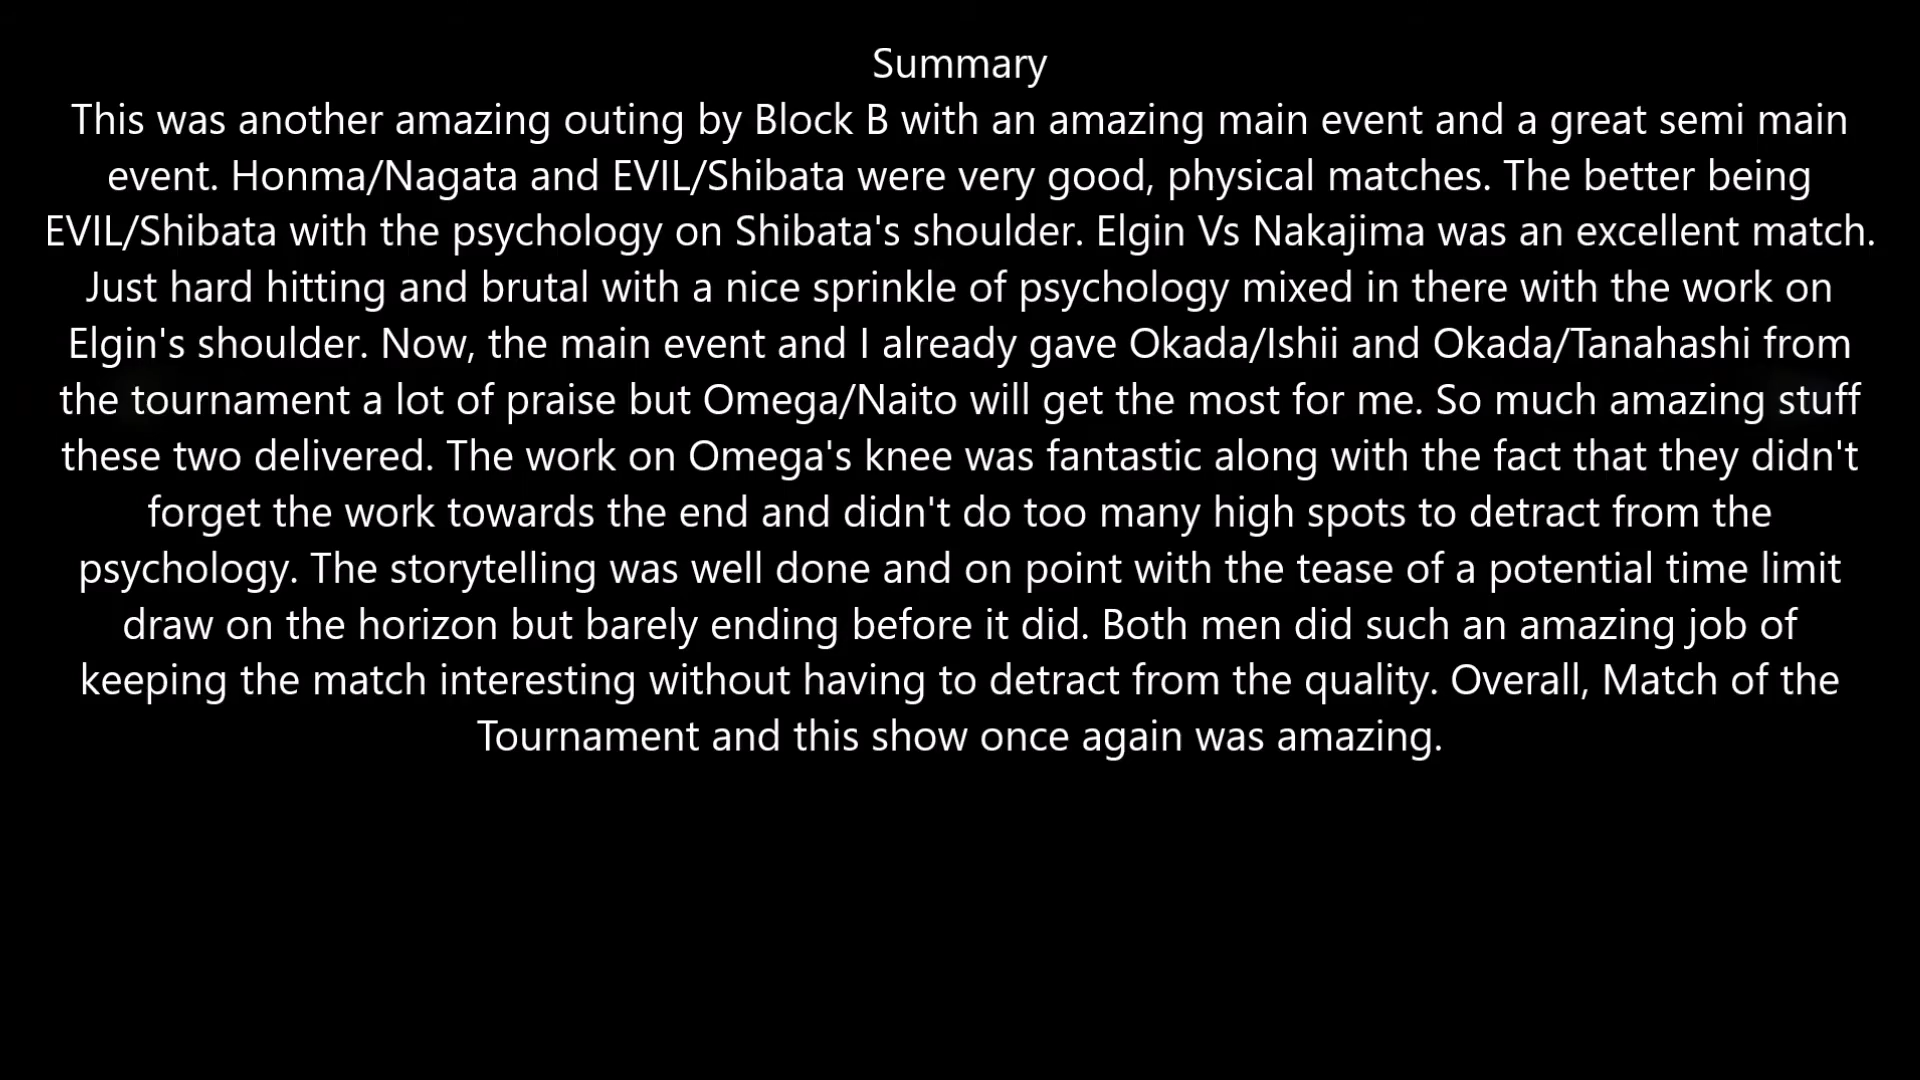 Summary
This was another amazing outing by Block B with an amazing main event and a great semi main
event. Honma/Nagata and EVIL/Shibata were very good, physical matches. The better being
EVIL/Shibata with the psychology on Shibata's shoulder. Elgin Vs Nakajima was an excellent match.
Just hard hitting and brutal with a nice sprinkle of psychology mixed in there with the work on
Elgin's shoulder. Now, the main event and I already gave Okada/Ishii and Okada/Tanahashi from
the tournament a lot of praise but Omega/Naito will get the most for me. So much amazing stuff
these two delivered. The work on Omega's knee was fantastic along with the fact that they didn't
forget the work towards the end and didn't do too many high spots to detract from the
psychology. The storytelling was well done and on point with the tease of a potential time limit
draw on the horizon but barely ending before it did. Both men did such an amazing job of
keeping the match interesting without having to detract from the quality. Overall, Match of the
Tournament and this show once again was amazing.